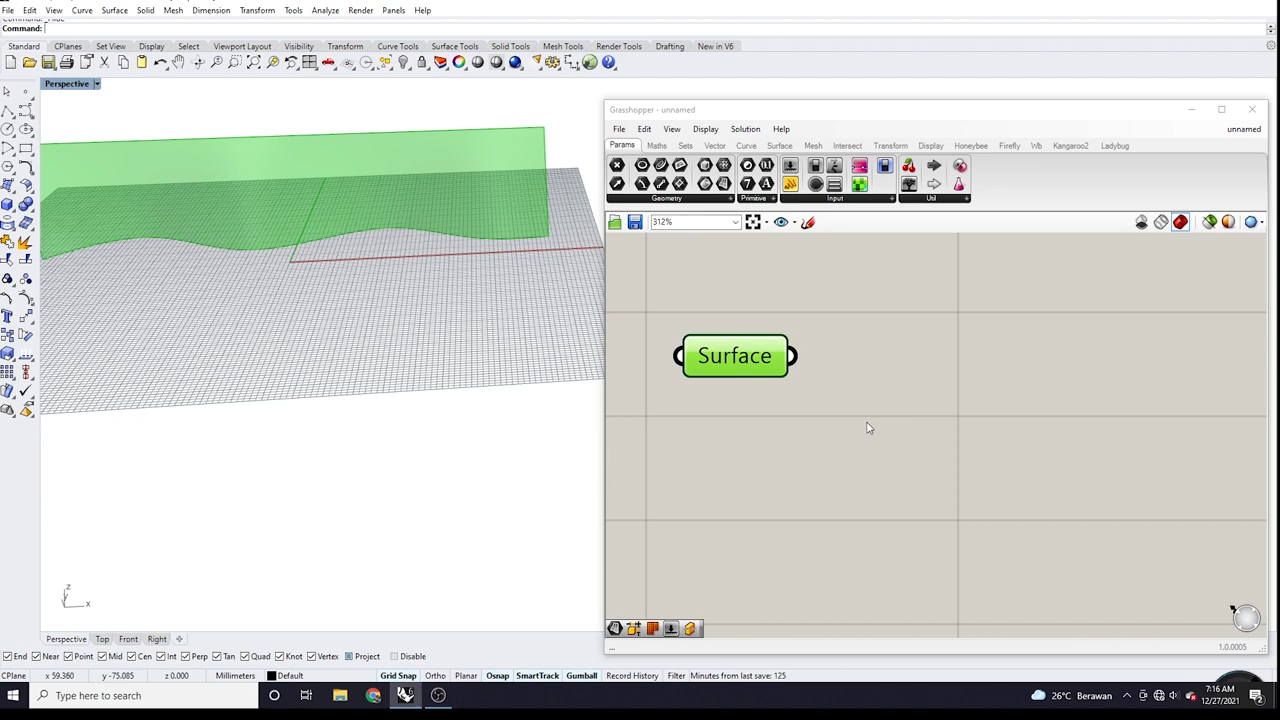 File Edit View Curve Surface Solid Mesh Dimension Transform Tools Analyze Render Panels Help
Command:
Standard CPlanes Set View Display Select Viewport Layout Visibility Transform Curve Tools Surface Tools Solid Tools Mesh Tools Render Tools Drafting New in V6
Perspective
Grasshopper - unnamed
File Edit View Display Solution Help unnamed
Params Maths Sets Vector Curve Surface Mesh Intersect Transform Display Honeybee Firefly Wb Kangaroo2 Ladybug
Geometry Primitive Input Util
312%
Surface
z
y
x
Perspective Top Front Right
End Near Point Mid Cen Int Perp Tan Quad Knot Vertex Project Disable
... 1.0.0005
CPlane x 59.360 y -75.085 z 0.000 Millimeters Default Grid Snap Ortho Planar Osnap SmartTrack Gumball Record History Filter Minutes from last save: 125
Type here to search
26°C Berawan
7:16 AM
12/27/2021